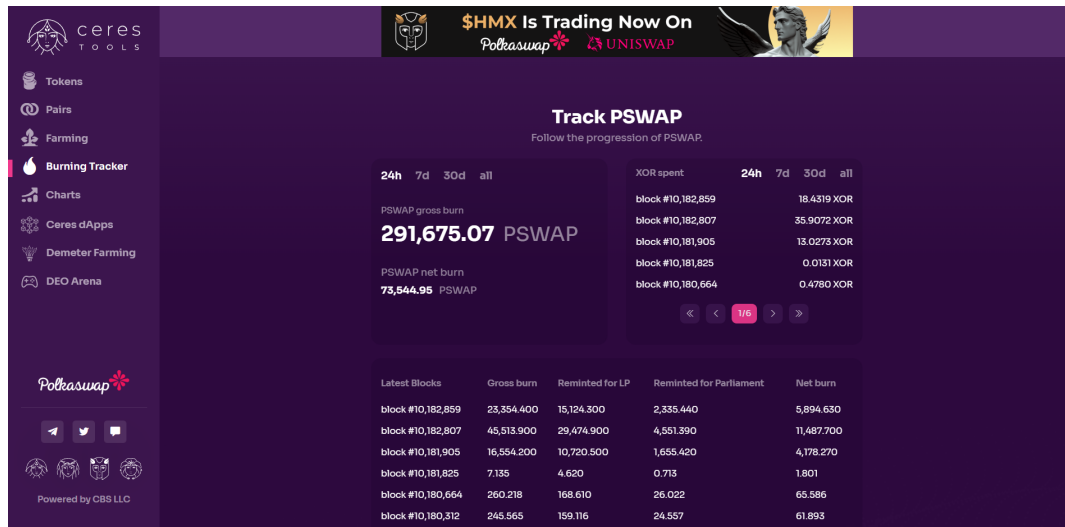 ceres
TOOLS
$HMX Is Trading Now On
Polkaswap UNISWAP
Tokens
Pairs
Farming
Burning Tracker
Charts
Ceres dApps
Demeter Farming
DEO Arena
Polkaswap
Powered by CBS LLC
Track PSWAP
Follow the progression of PSWAP.
24h 7d 30d all
PSWAP gross burn
291,675.07 PSWAP
PSWAP net burn
73,544.95 PSWAP
XOR spent 24h 7d 30d all
block #10,182,859 18.4319 XOR
block #10,182,807 35.9072 XOR
block #10,181,905 13.0273 XOR
block #10,181,825 0.0131 XOR
block #10,180,664 0.4780 XOR
1/6
Latest Blocks Gross burn Reminted for LP Reminted for Parliament Net burn
block #10,182,859 23,354.400 15,124.300 2,335.440 5,894.630
block #10,182,807 45,513.900 29,474.900 4,551.390 11,487.700
block #10,181,905 16,554.200 10,720.500 1,655.420 4,178.270
block #10,181,825 7.135 4.620 0.713 1.801
block #10,180,664 260.218 168.610 26.022 65.586
block #10,180,312 245.565 159.116 24.557 61.893